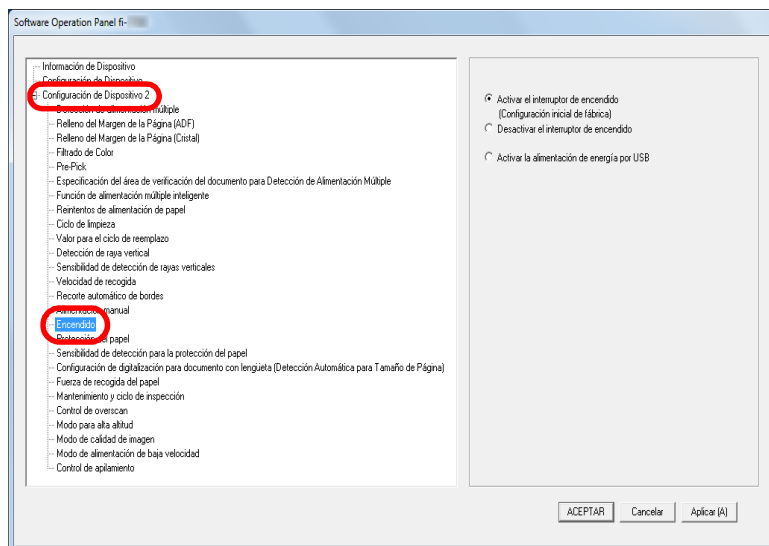 Software Operation Panel fi-
Información de Dispositivo
Configuración de Dispositivo
Configuración de Dispositivo 2
Detección de alimentación múltiple
Relleno del Margen de la Página (ADF)
Relleno del Margen de la Página (Cristal)
Filtrado de Color
Pre-Pick
Especificación del área de verificación del documento para Detección de Alimentación Múltiple
Función de alimentación múltiple inteligente
Reintentos de alimentación de papel
Ciclo de limpieza
Valor para el ciclo de reemplazo
Detección de raya vertical
Sensibilidad de detección de rayas verticales
Velocidad de recogida
Recorte automático de bordes
Alimentación manual
Encendido
Protección del papel
Sensibilidad de detección para la protección del papel
Configuración de digitalización para documento con lengüeta (Detección Automática para Tamaño de Página)
Fuerza de recogida del papel
Mantenimiento y ciclo de inspección
Control de overscan
Modo para alta altitud
Modo de calidad de imagen
Modo de alimentación de baja velocidad
Control de apilamiento
Activar el interruptor de encendido
(Configuración inicial de fábrica)
Desactivar el interruptor de encendido
Activar la alimentación de energía por USB
ACEPTAR
Cancelar
Aplicar (A)